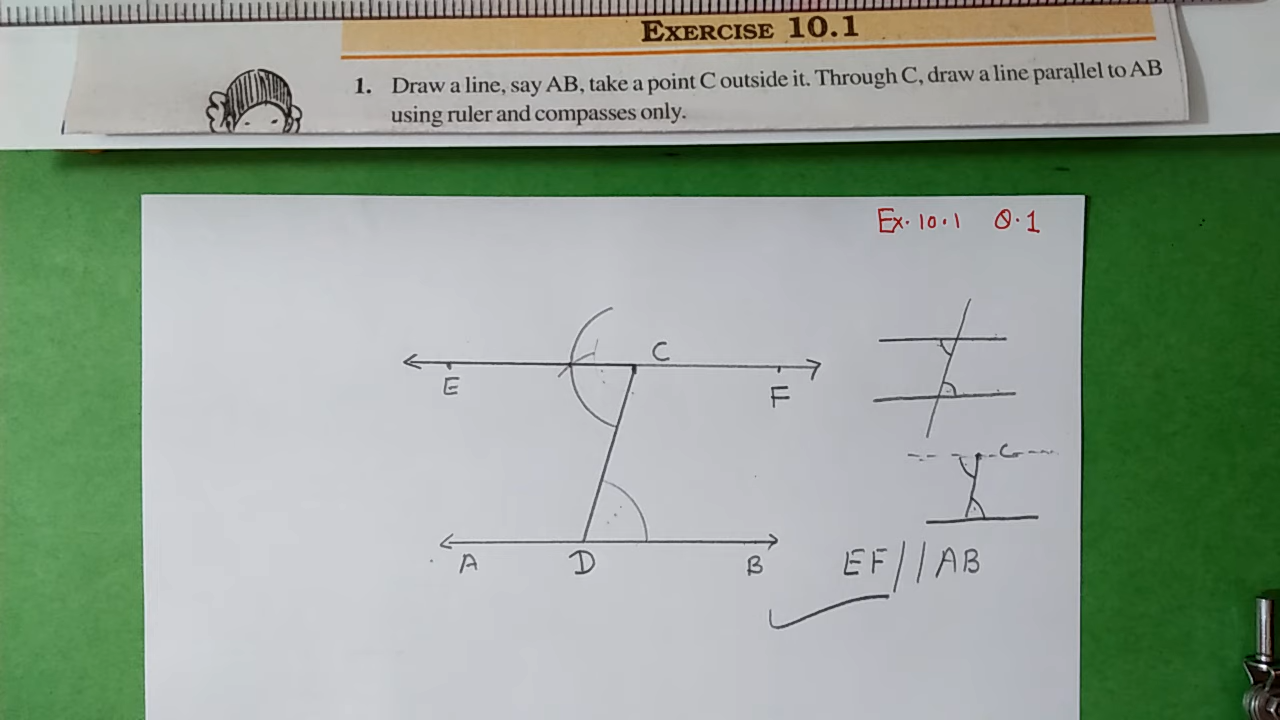 EXERCISE 10.1
1. Draw a line, say AB, take a point C outside it. Through C, draw a line parallel to AB
using ruler and compasses only.
Ex. 10.1 Q.1
C
E
F
C
A
D
B
EF//AB